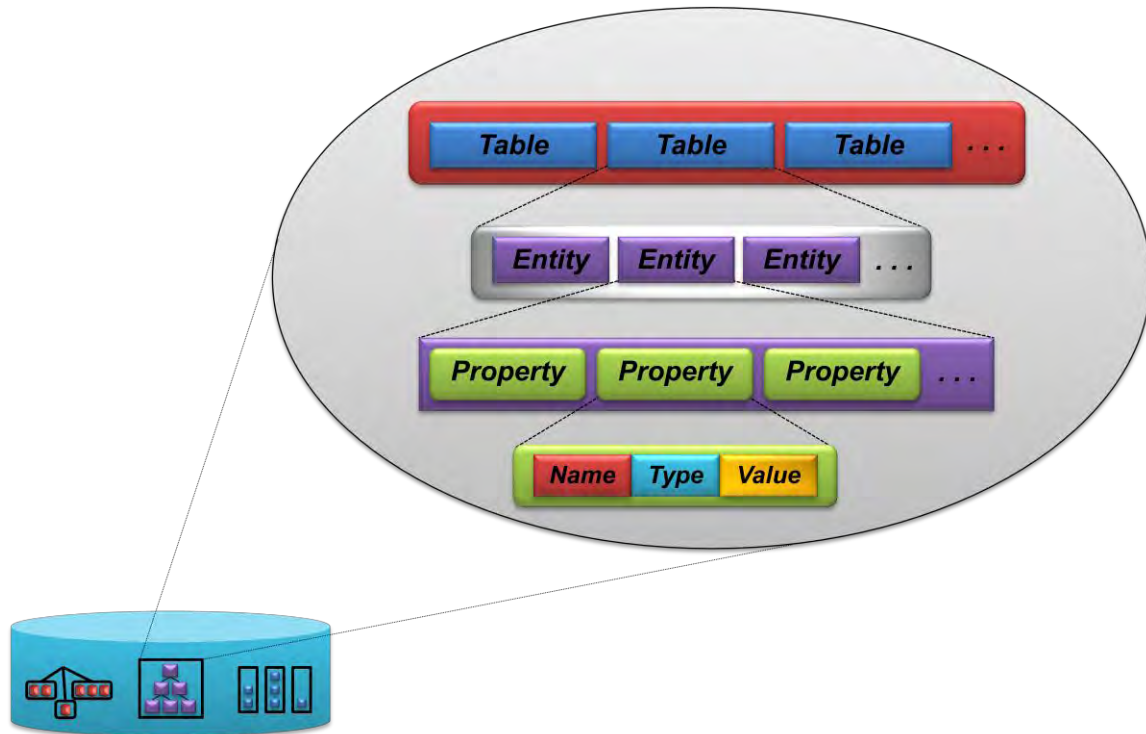 Table Table Table ...
Entity Entity Entity ...
Property Property Property ...
Name Type Value